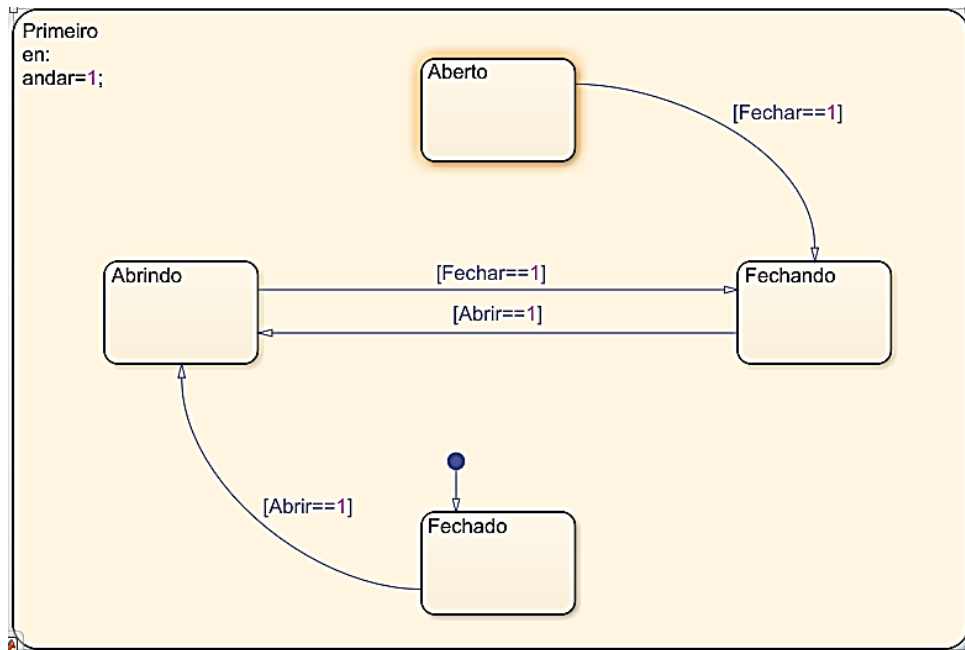 Primeiro
en:
andar=1;
Aberto
[Fechar==1]
Abrindo
[Fechar==1]
Fechando
[Abrir==1]
[Abrir==1]
Fechado